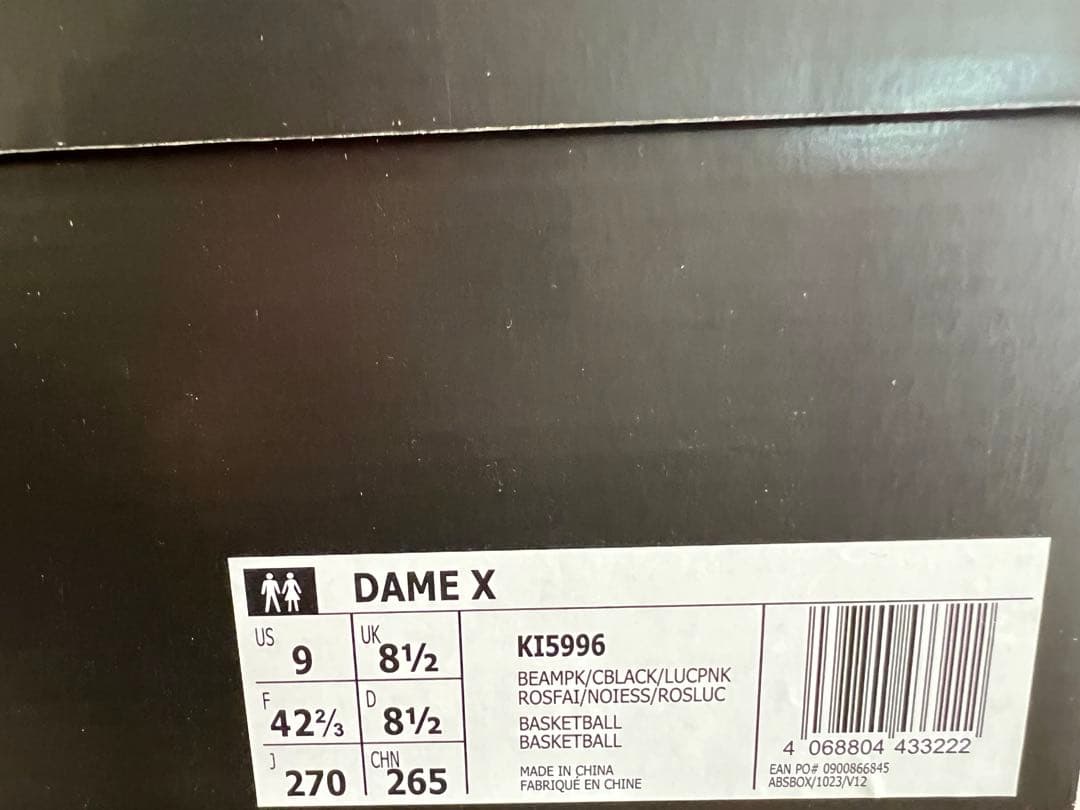 DAME X
US 9
UK 8½
F 42⅔
D 8½
J 270
CHN 265
KI5996
BEAMPK/CBLACK/LUCPNK
ROSFAI/NOIESS/ROSLUC
BASKETBALL
BASKETBALL
MADE IN CHINA
FABRIQUÉ EN CHINE
4 068804 433222
EAN PO# 0900866845
ABSBOX/1023/V12